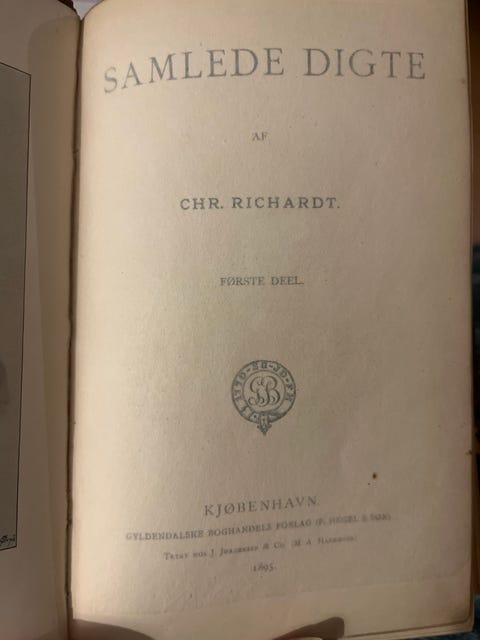 SAMLEDE DIGTE
AF
CHR. RICHARDT.
FØRSTE DEEL.
KJØBENHAVN.
GYLDENDALSKE BOGHANDELS FORLAG (F. HEGEL & SØN).
TRYKT HOS J. JØRGENSEN & Co. (M. A. HANNOVER)
1895.